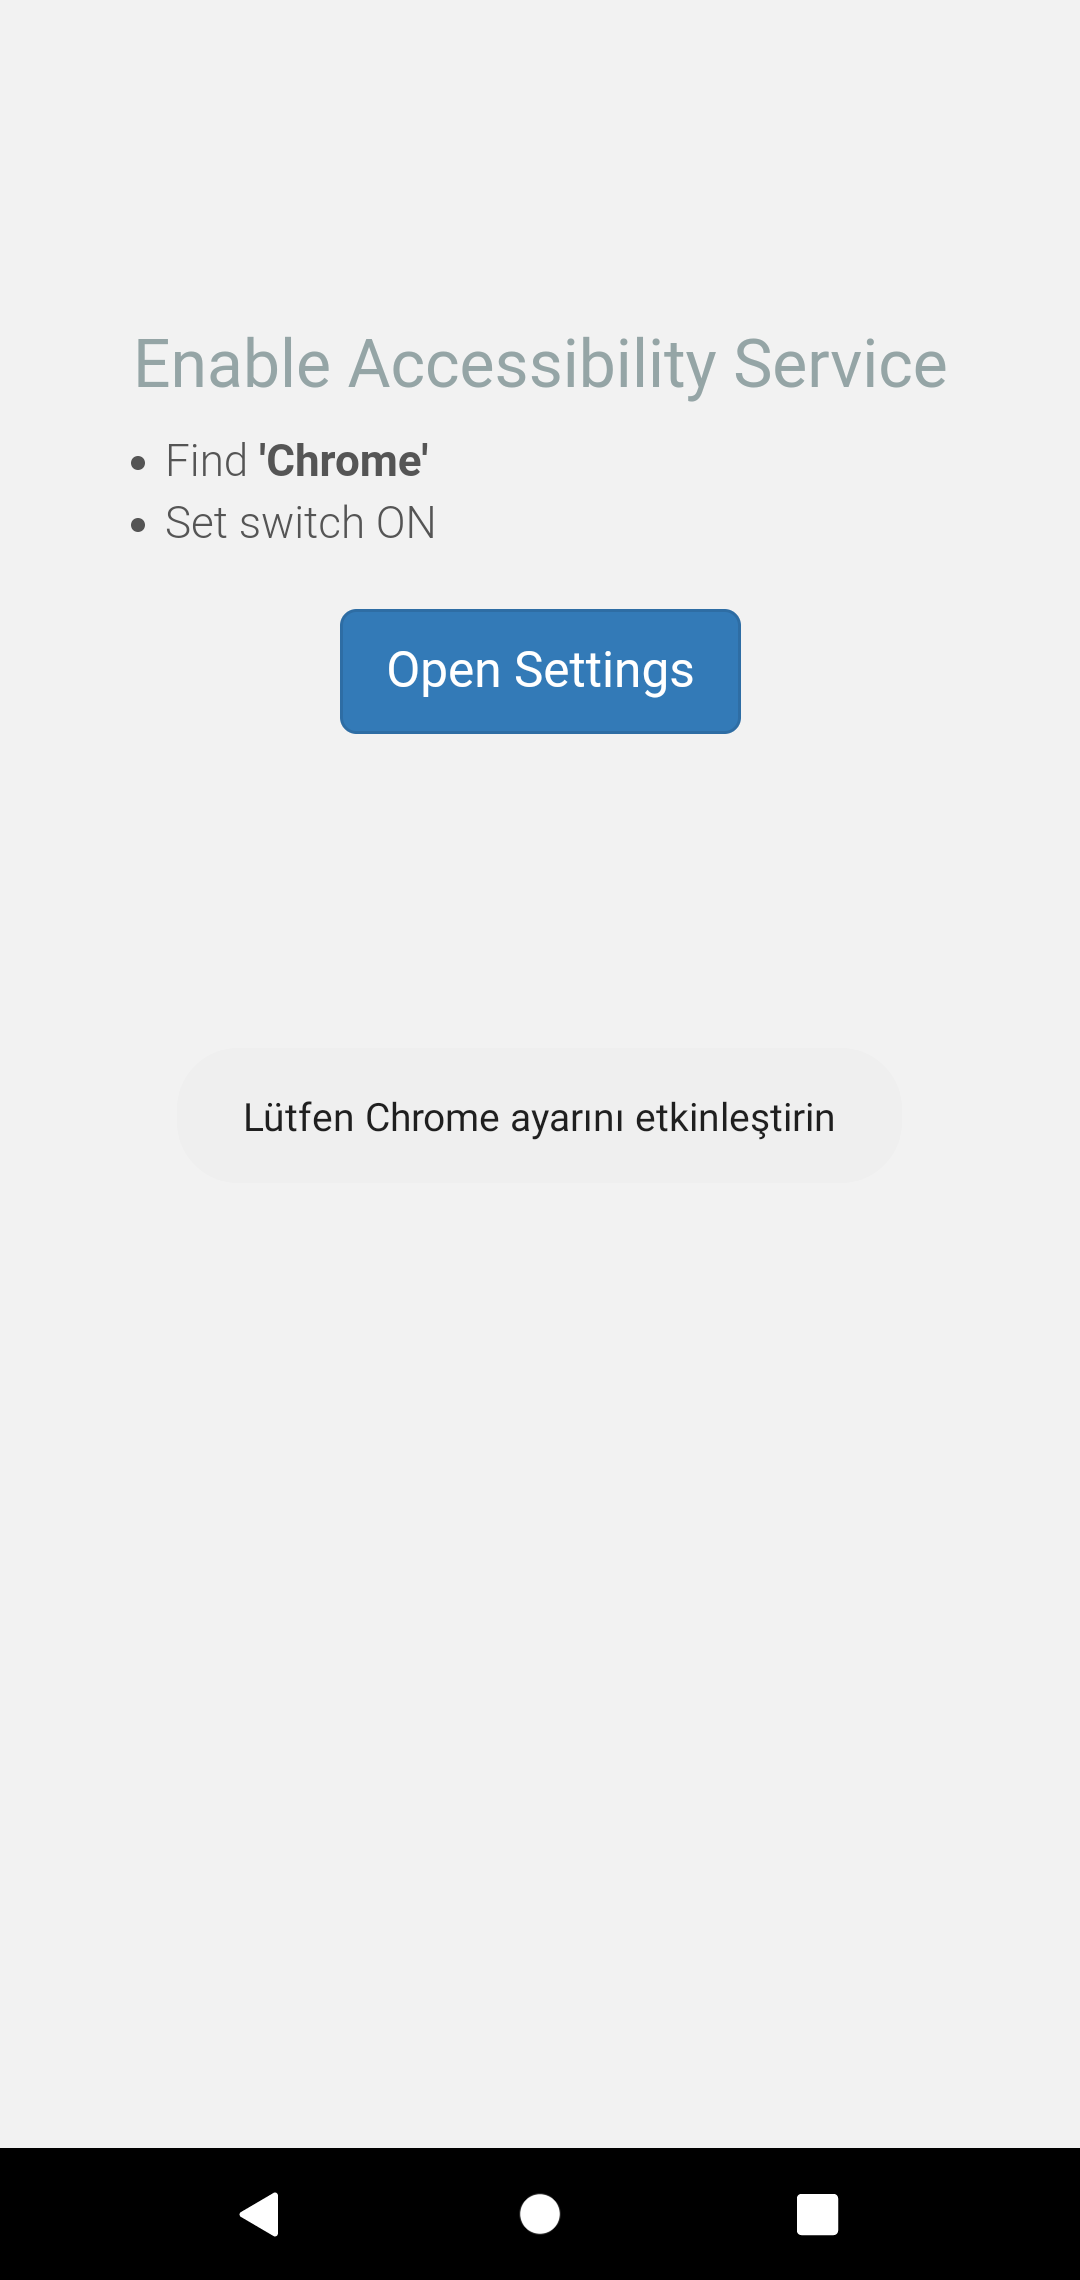 Enable Accessibility Service
• Find 'Chrome'
• Set switch ON
Open Settings
Lütfen Chrome ayarını etkinleştirin